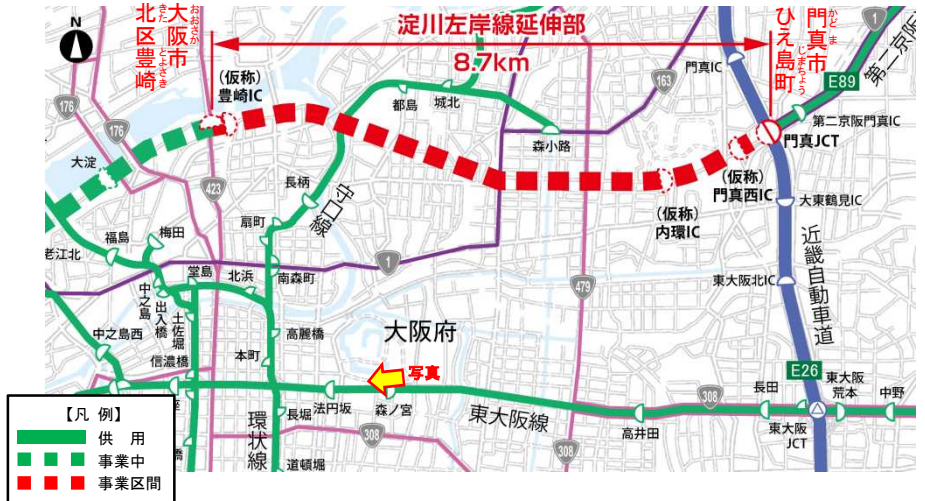 淀川左岸線延伸部
8.7km
大阪市
おおさか
北区豊崎
きた とよさき
門真市
かどま
ひえ島町
じまちょう
第二京阪
N
1
163
E89
176
176
(仮称)
豊崎IC
都島
城北
門真IC
第二京阪門真IC
門真JCT
森小路
大淀
423
長柄
守口線
(仮称)
門真西IC
(仮称)
内環IC
大東鶴見IC
扇町
梅田
福島
老江北
堂島
北浜
南森町
1
479
近畿自動車道
東大阪北IC
中之島
出入橋
土佐堀
中之島西
信濃橋
高麗橋
本町
大阪府
写真
E26
法円坂
森ノ宮
東大阪線
308
長堀
環状線
308
道頓堀
高井田
長田
東大阪
荒本
中野
東大阪
JCT
座
橋
【凡 例】
供 用
事業中
事業区間